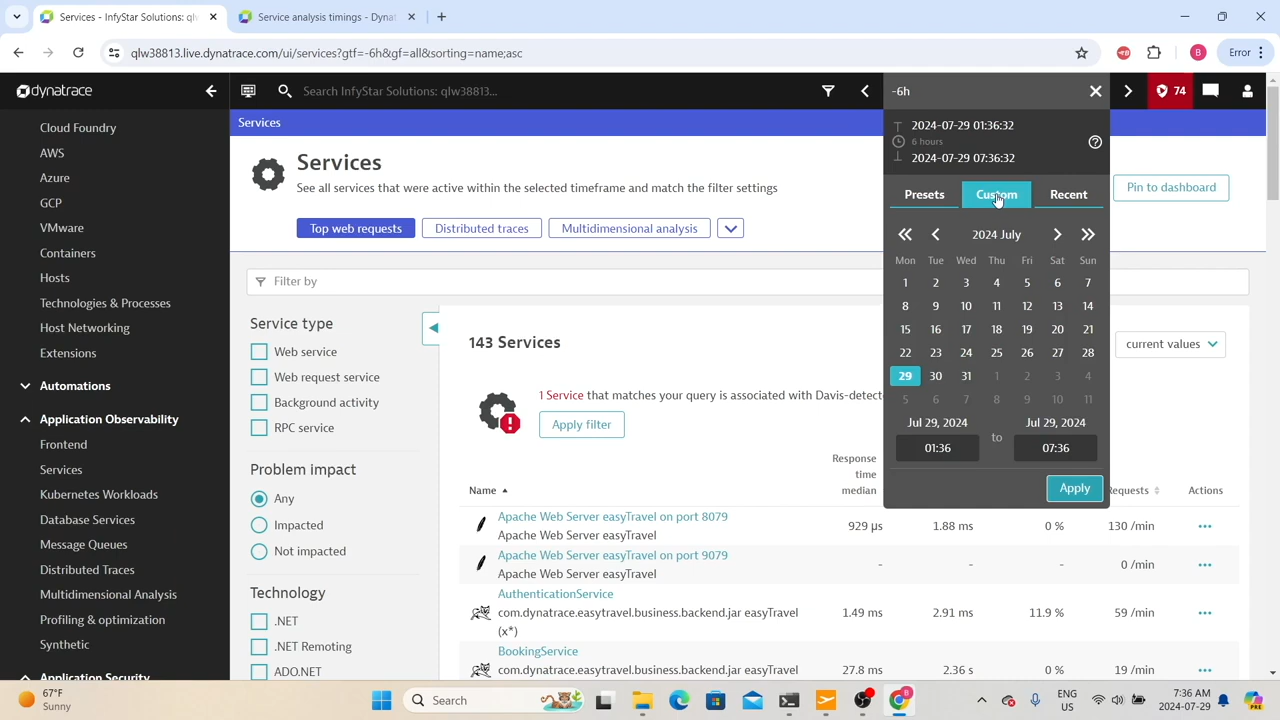 Services - InfyStar Solutions: ql
Service analysis timings - Dyna
qlw38813.live.dynatrace.com/ui/services?gtf=-6h&gf=all&sorting=name;asc
B
Error
dynatrace
Search InfyStar Solutions: qlw38813...
-6h
74
Cloud Foundry
AWS
Azure
GCP
VMware
Containers
Hosts
Technologies & Processes
Host Networking
Extensions
Automations
Application Observability
Frontend
Services
Kubernetes Workloads
Database Services
Message Queues
Distributed Traces
Multidimensional Analysis
Profiling & optimization
Synthetic
Application Security
Services
Services
See all services that were active within the selected timeframe and match the filter settings
Top web requests
Distributed traces
Multidimensional analysis
Pin to dashboard
Filter by
2024-07-29 01:36:32
6 hours
2024-07-29 07:36:32
Presets
Custom
Recent
2024 July
Mon Tue Wed Thu Fri Sat Sun
1 2 3 4 5 6 7
8 9 10 11 12 13 14
15 16 17 18 19 20 21
22 23 24 25 26 27 28
29 30 31 1 2 3 4
5 6 7 8 9 10 11
Jul 29, 2024
to
Jul 29, 2024
01:36
07:36
Apply
Service type
Web service
Web request service
Background activity
RPC service
Problem impact
Any
Impacted
Not impacted
Technology
.NET
.NET Remoting
ADO.NET
143 Services
current values
1 Service that matches your query is associated with Davis-detect
Apply filter
Name
Response
time
median
Requests
Actions
Apache Web Server easyTravel on port 8079
Apache Web Server easyTravel
929 µs 1.88 ms 0 % 130 /min
Apache Web Server easyTravel on port 9079
Apache Web Server easyTravel
- - - 0 /min
AuthenticationService
com.dynatrace.easytravel.business.backend.jar easyTravel
(x*)
1.49 ms 2.91 ms 11.9 % 59 /min
BookingService
com.dynatrace.easytravel.business.backend.jar easyTravel
27.8 ms 2.36 s 0 % 19 /min
67°F
Sunny
Search
ENG
US
7:36 AM
2024-07-29